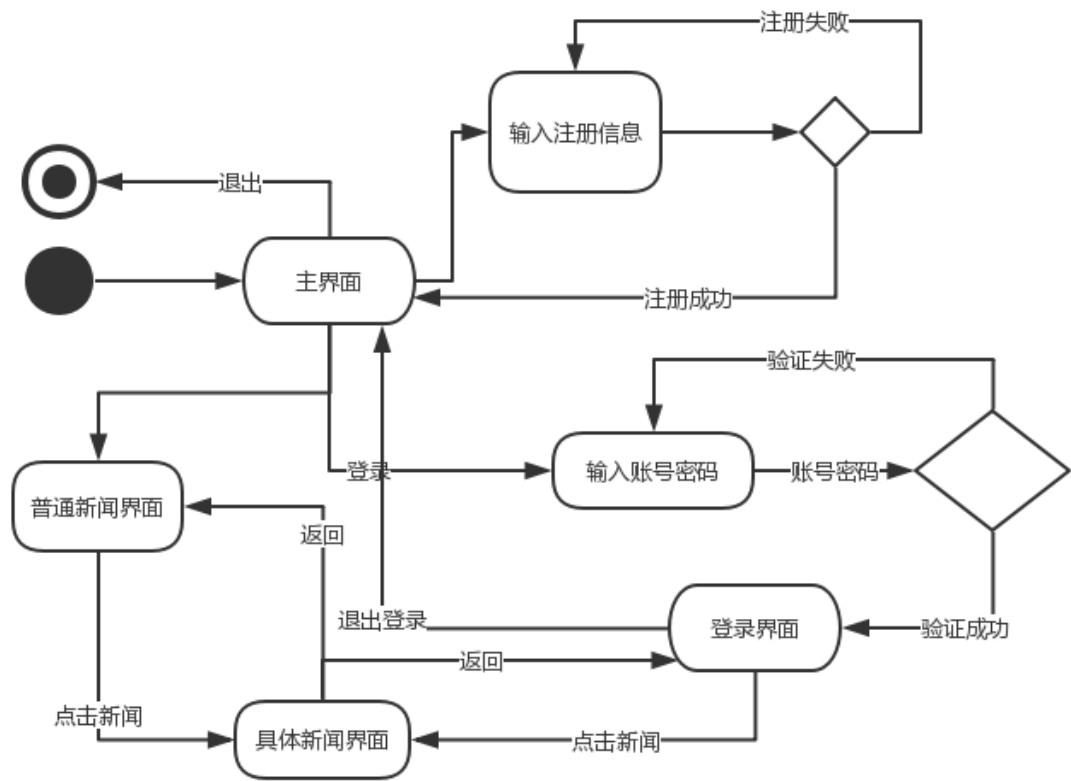 注册失败
输入注册信息
退出
主界面
注册成功
验证失败
登录
输入账号密码
账号密码
普通新闻界面
返回
退出登录
登录界面
验证成功
返回
点击新闻
具体新闻界面
点击新闻